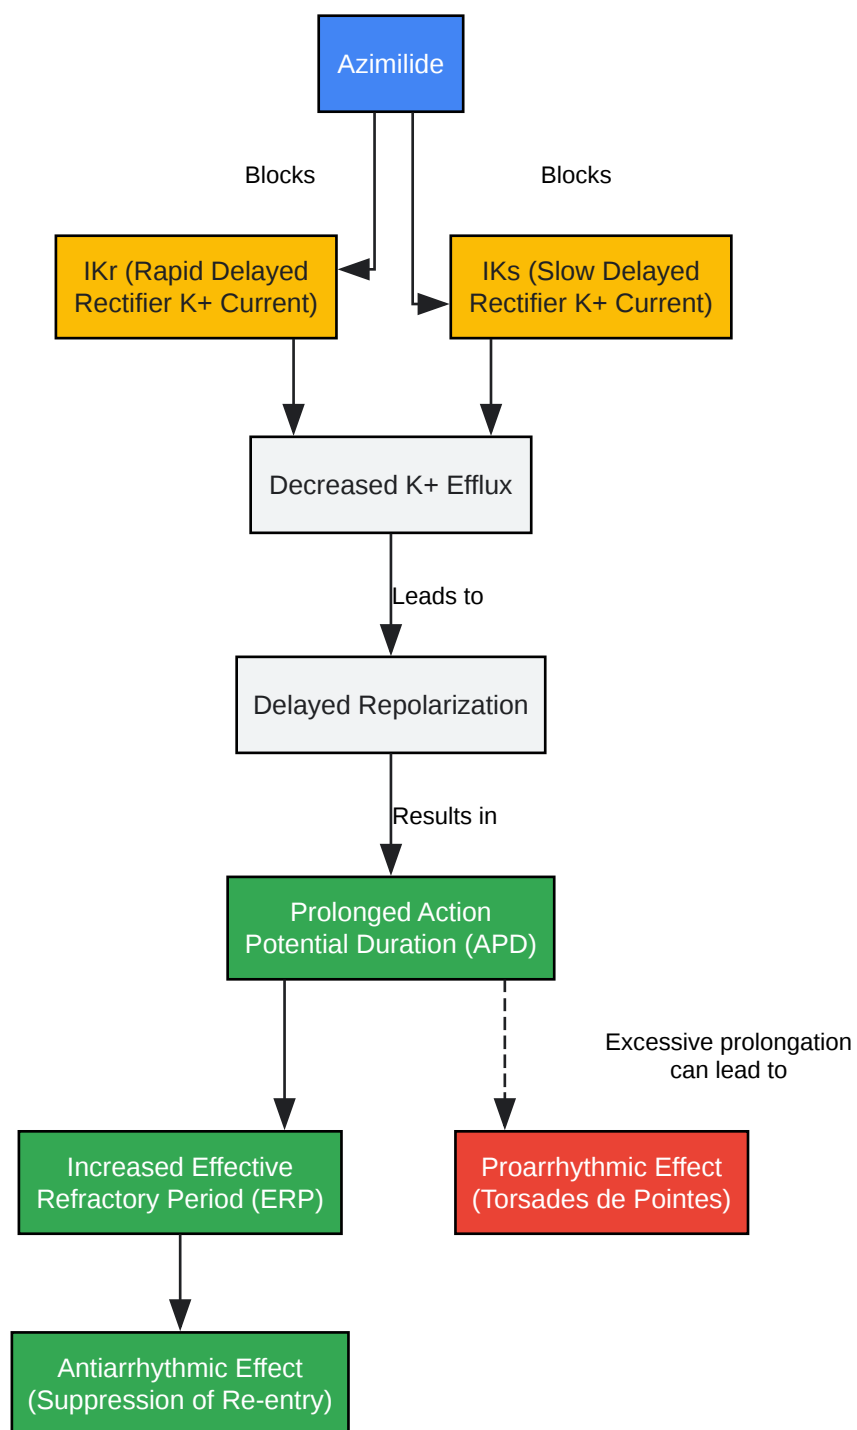 Azimilide
Blocks
Blocks
IKr (Rapid Delayed
Rectifier K+ Current)
IKs (Slow Delayed
Rectifier K+ Current)
Decreased K+ Efflux
Leads to
Delayed Repolarization
Results in
Prolonged Action
Potential Duration (APD)
Excessive prolongation
can lead to
Increased Effective
Refractory Period (ERP)
Proarrhythmic Effect
(Torsades de Pointes)
Antiarrhythmic Effect
(Suppression of Re-entry)